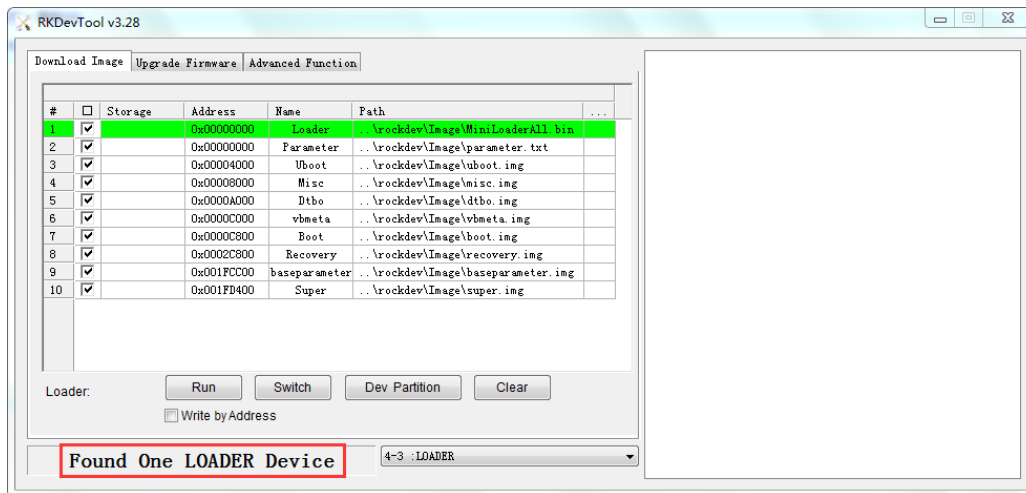 RKDevTool v3.28
Download Image Upgrade Firmware Advanced Function
# Storage Address Name Path ...
1 0x00000000 Loader ..\rockdev\Image\MiniLoaderAll.bin
2 0x00000000 Parameter ..\rockdev\Image\parameter.txt
3 0x00004000 Uboot ..\rockdev\Image\uboot.img
4 0x00008000 Misc ..\rockdev\Image\misc.img
5 0x0000A000 Dtbo ..\rockdev\Image\dtbo.img
6 0x0000C000 vbmeta ..\rockdev\Image\vbmeta.img
7 0x0000C800 Boot ..\rockdev\Image\boot.img
8 0x0002C800 Recovery ..\rockdev\Image\recovery.img
9 0x001FCC00 baseparameter ..\rockdev\Image\baseparameter.img
10 0x001FD400 Super ..\rockdev\Image\super.img
Loader: Run Switch Dev Partition Clear
Write by Address
Found One LOADER Device 4-3 :LOADER